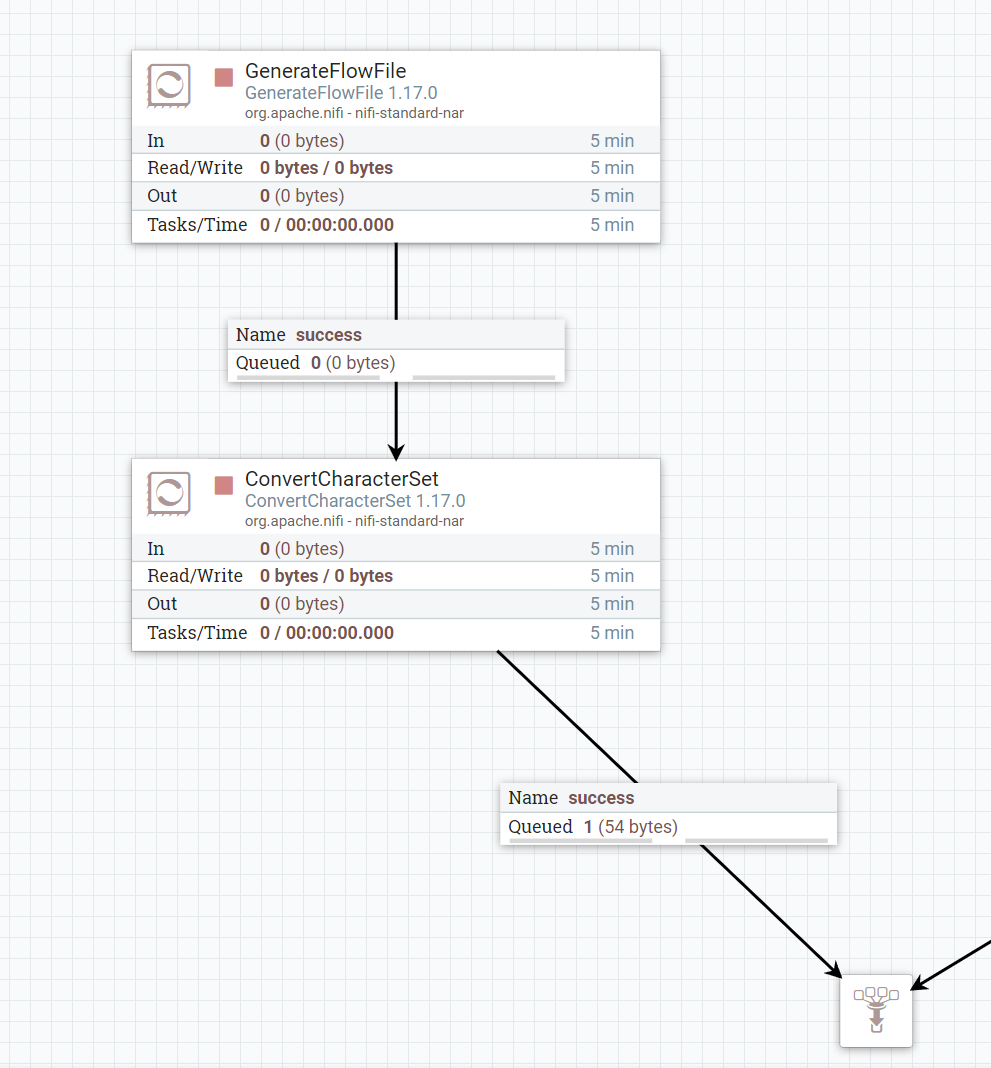 GenerateFlowFile
GenerateFlowFile 1.17.0
org.apache.nifi - nifi-standard-nar
In 0 (0 bytes) 5 min
Read/Write 0 bytes / 0 bytes 5 min
Out 0 (0 bytes) 5 min
Tasks/Time 0 / 00:00:00.000 5 min
Name success
Queued 0 (0 bytes)
ConvertCharacterSet
ConvertCharacterSet 1.17.0
org.apache.nifi - nifi-standard-nar
In 0 (0 bytes) 5 min
Read/Write 0 bytes / 0 bytes 5 min
Out 0 (0 bytes) 5 min
Tasks/Time 0 / 00:00:00.000 5 min
Name success
Queued 1 (54 bytes)